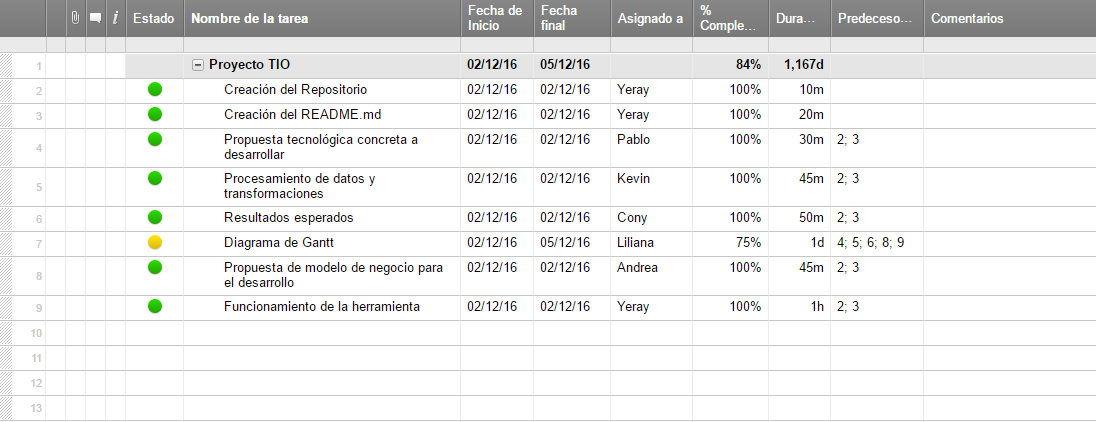 Estado Nombre de la tarea Fecha de Inicio Fecha final Asignado a % Comple... Dura... Predeceso... Comentarios
1 Proyecto TIO 02/12/16 05/12/16 84% 1,167d
2 Creación del Repositorio 02/12/16 02/12/16 Yeray 100% 10m
3 Creación del README.md 02/12/16 02/12/16 Yeray 100% 20m
4 Propuesta tecnológica concreta a desarrollar 02/12/16 02/12/16 Pablo 100% 30m 2; 3
5 Procesamiento de datos y transformaciones 02/12/16 02/12/16 Kevin 100% 45m 2; 3
6 Resultados esperados 02/12/16 02/12/16 Cony 100% 50m 2; 3
7 Diagrama de Gantt 02/12/16 05/12/16 Liliana 75% 1d 4; 5; 6; 8; 9
8 Propuesta de modelo de negocio para el desarrollo 02/12/16 02/12/16 Andrea 100% 45m 2; 3
9 Funcionamiento de la herramienta 02/12/16 02/12/16 Yeray 100% 1h 2; 3
10
11
12
13